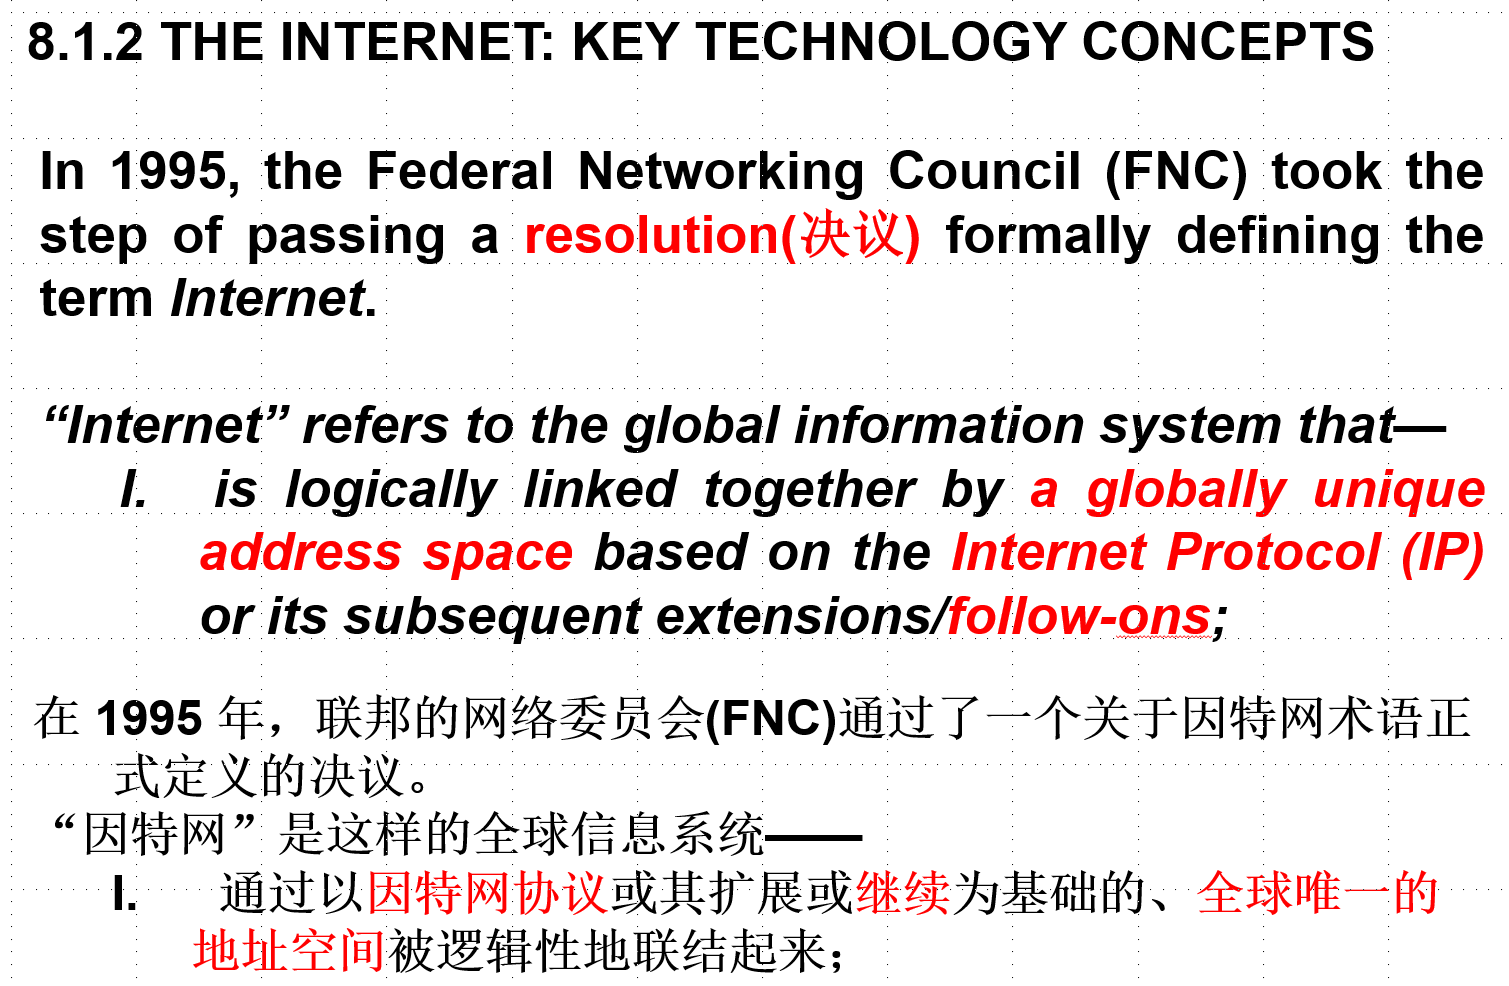 8.1.2 THE INTERNET: KEY TECHNOLOGY CONCEPTS
In 1995, the Federal Networking Council (FNC) took the
step of passing a resolution(决议) formally defining the
term Internet.
“Internet” refers to the global information system that—
I. is logically linked together by a globally unique
address space based on the Internet Protocol (IP)
or its subsequent extensions/follow-ons;
在 1995 年，联邦的网络委员会(FNC)通过了一个关于因特网术语正
式定义的决议。
“因特网”是这样的全球信息系统——
I. 通过以因特网协议或其扩展或继续为基础的、全球唯一的
地址空间被逻辑性地联结起来；